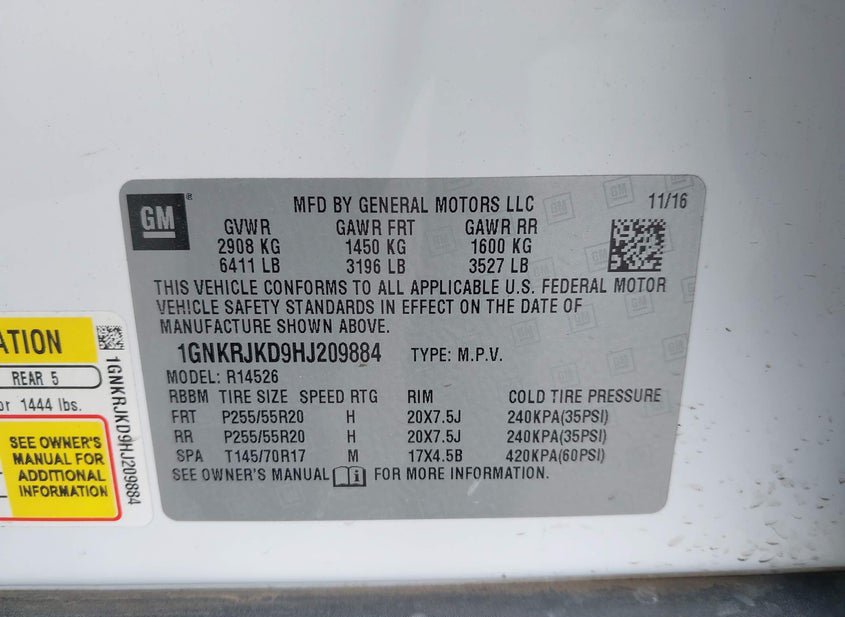 GM
MFD BY GENERAL MOTORS LLC 11/16
GVWR GAWR FRT GAWR RR
2908 KG 1450 KG 1600 KG
6411 LB 3196 LB 3527 LB
THIS VEHICLE CONFORMS TO ALL APPLICABLE U.S. FEDERAL MOTOR
VEHICLE SAFETY STANDARDS IN EFFECT ON THE DATE OF
MANUFACTURE SHOWN ABOVE.
1GNKRJKD9HJ209884 TYPE: M.P.V.
MODEL: R14526
RBBM TIRE SIZE SPEED RTG RIM COLD TIRE PRESSURE
FRT P255/55R20 H 20X7.5J 240KPA(35PSI)
RR P255/55R20 H 20X7.5J 240KPA(35PSI)
SPA T145/70R17 M 17X4.5B 420KPA(60PSI)
SEE OWNER'S MANUAL FOR MORE INFORMATION.
ATION
REAR 5
or 1444 lbs.
SEE OWNER'S
MANUAL FOR
ADDITIONAL
INFORMATION
1GNKRJKD9HJ209884